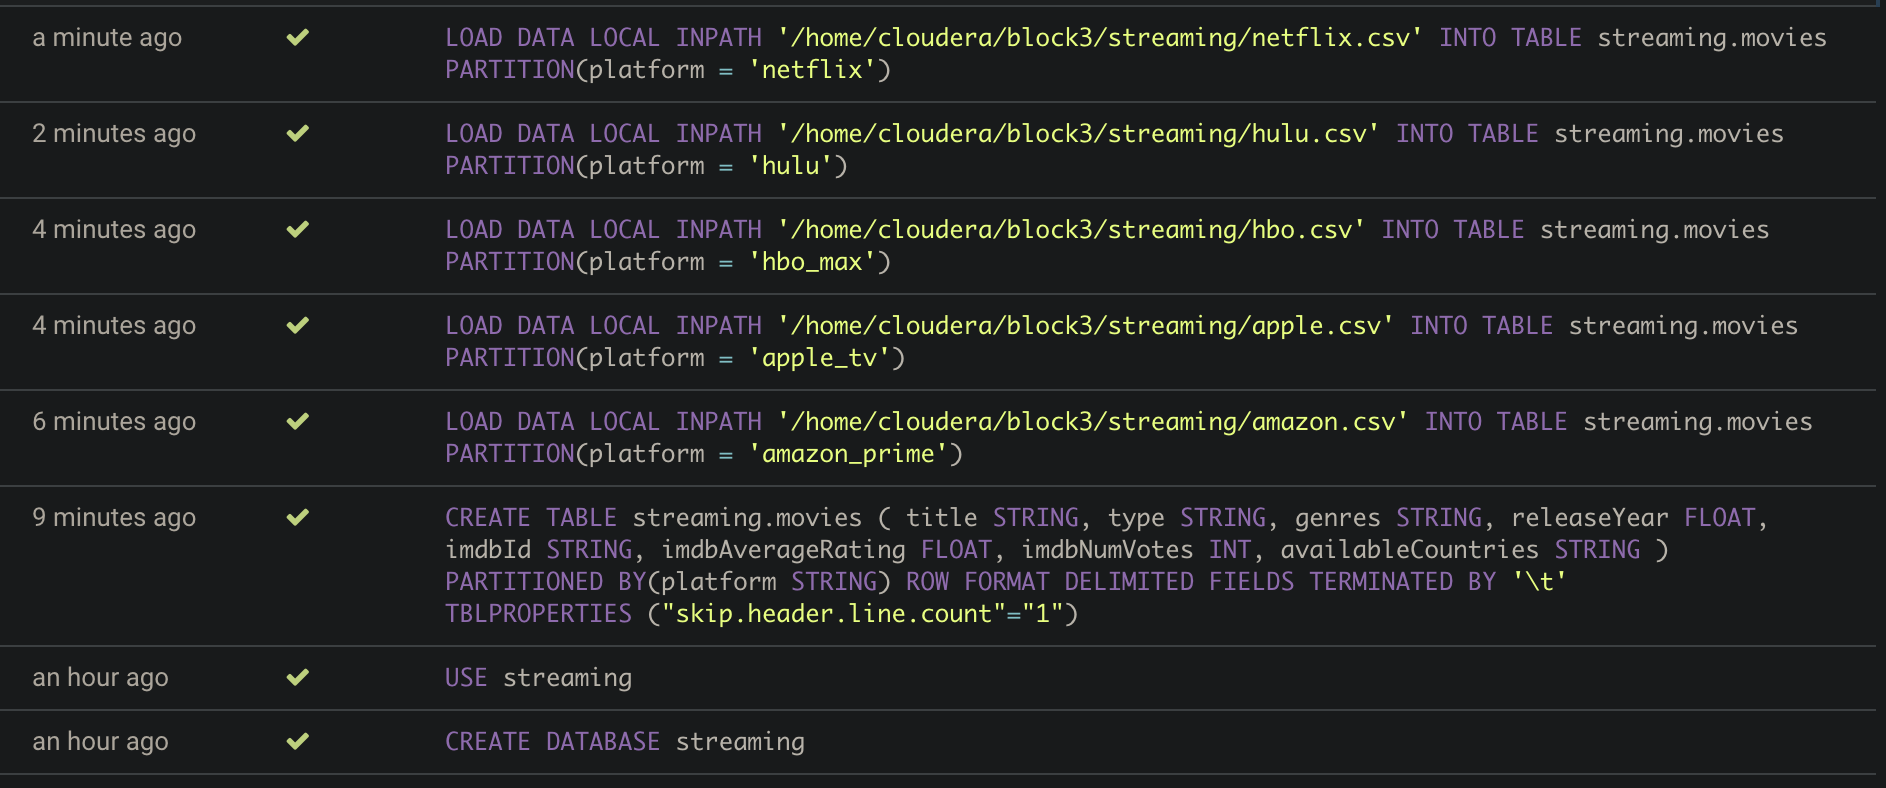 a minute ago LOAD DATA LOCAL INPATH '/home/cloudera/block3/streaming/netflix.csv' INTO TABLE streaming.movies
PARTITION(platform = 'netflix')
2 minutes ago LOAD DATA LOCAL INPATH '/home/cloudera/block3/streaming/hulu.csv' INTO TABLE streaming.movies
PARTITION(platform = 'hulu')
4 minutes ago LOAD DATA LOCAL INPATH '/home/cloudera/block3/streaming/hbo.csv' INTO TABLE streaming.movies
PARTITION(platform = 'hbo_max')
4 minutes ago LOAD DATA LOCAL INPATH '/home/cloudera/block3/streaming/apple.csv' INTO TABLE streaming.movies
PARTITION(platform = 'apple_tv')
6 minutes ago LOAD DATA LOCAL INPATH '/home/cloudera/block3/streaming/amazon.csv' INTO TABLE streaming.movies
PARTITION(platform = 'amazon_prime')
9 minutes ago CREATE TABLE streaming.movies ( title STRING, type STRING, genres STRING, releaseYear FLOAT,
imdbId STRING, imdbAverageRating FLOAT, imdbNumVotes INT, availableCountries STRING )
PARTITIONED BY(platform STRING) ROW FORMAT DELIMITED FIELDS TERMINATED BY '\t'
TBLPROPERTIES ("skip.header.line.count"="1")
an hour ago USE streaming
an hour ago CREATE DATABASE streaming